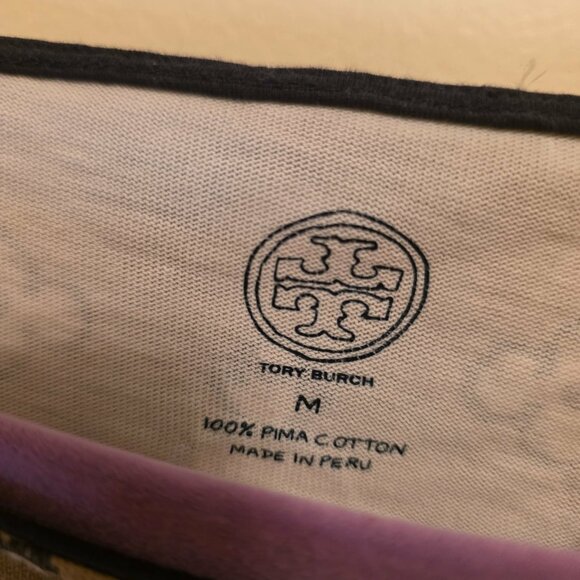 TORY BURCH
M
100% PIMA COTTON
MADE IN PERU